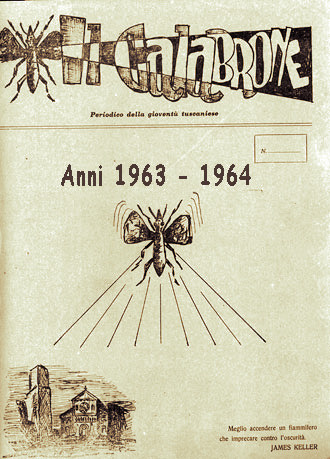 Il CalaBRONE
Periodico della gioventù tuscaniese
N.
Anni 1963 - 1964
Meglio accendere un fiammifero
che imprecare contro l'oscurità.
JAMES KELLER